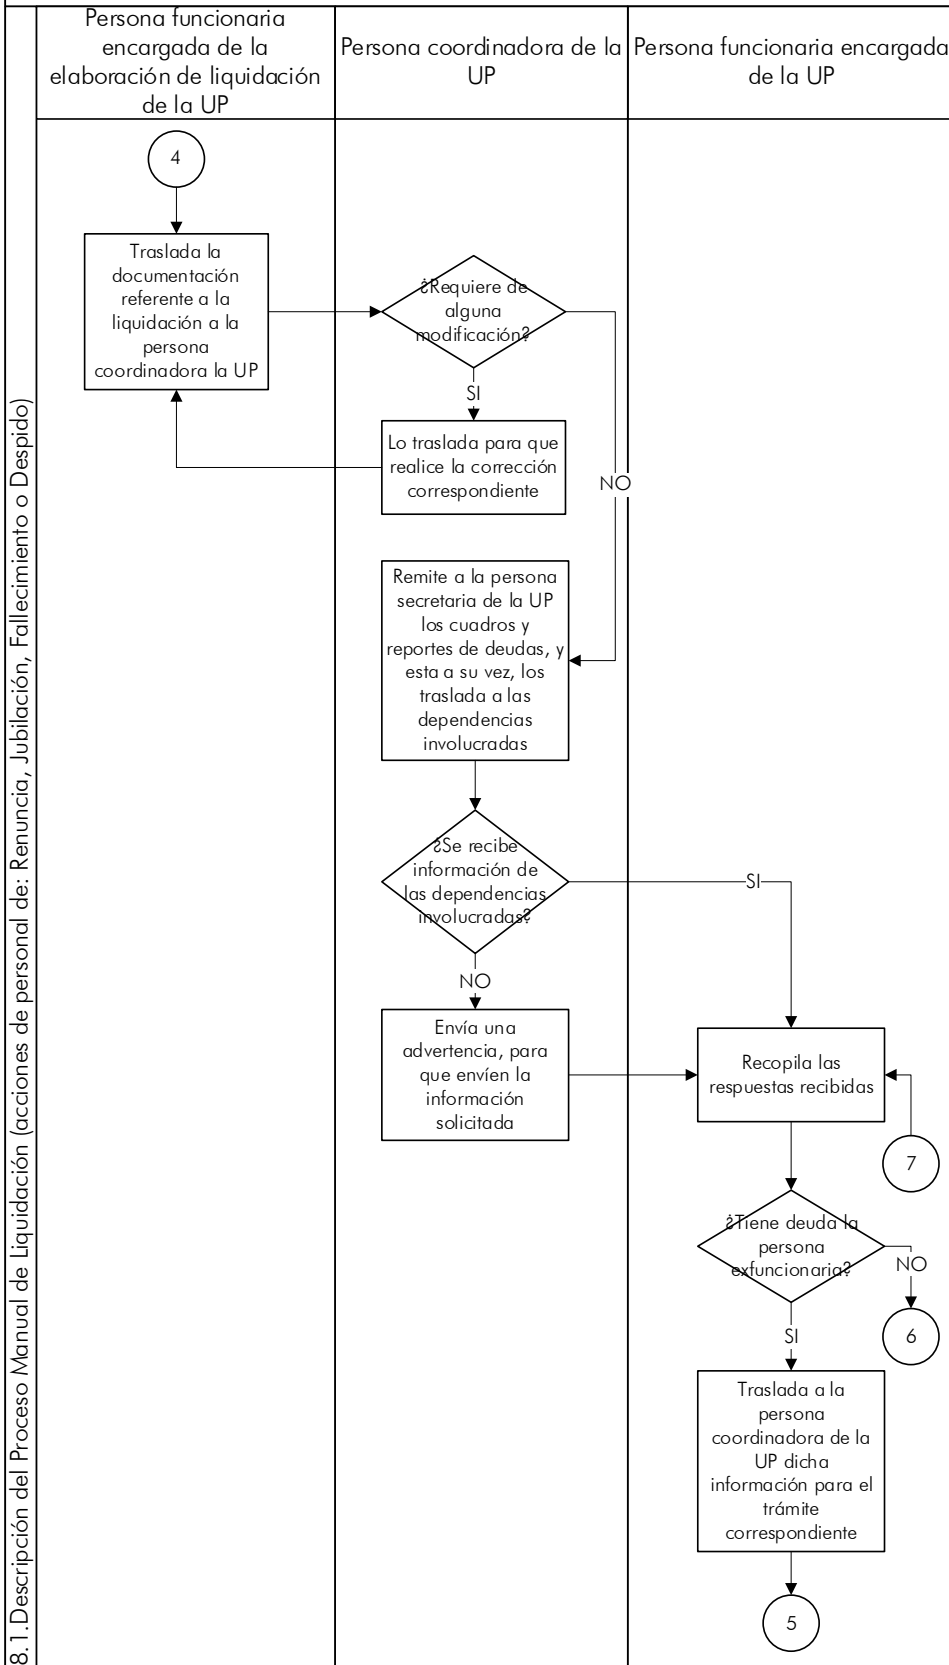 8.1.Descripción del Proceso Manual de Liquidación (acciones de personal de: Renuncia, Jubilación, Fallecimiento o Despido)
Persona funcionaria
encargada de la
elaboración de liquidación
de la UP
Persona coordinadora de la
UP
Persona funcionaria encargada
de la UP
4
Traslada la
documentación
referente a la
liquidación a la
persona
coordinadora la UP
¿Requiere de
alguna
modificación?
SI
Lo traslada para que
realice la corrección
correspondiente
NO
Remite a la persona
secretaria de la UP
los cuadros y
reportes de deudas, y
esta a su vez, los
traslada a las
dependencias
involucradas
¿Se recibe
información de
las dependencias
involucradas?
SI
NO
Envía una
advertencia, para
que envíen la
información
solicitada
Recopila las
respuestas recibidas
7
¿Tiene deuda la
persona
exfuncionaria?
NO
6
SI
Traslada a la
persona
coordinadora de la
UP dicha
información para el
trámite
correspondiente
5